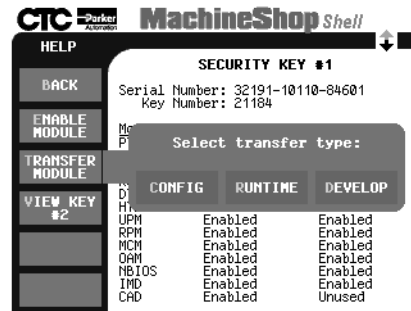 CTC Parker Automation MachineShop Shell
HELP
SECURITY KEY #1
BACK
Serial Number: 32191-10110-84601
Key Number: 21184
ENABLE MODULE
TRANSFER MODULE
Select transfer type:
CONFIG RUNTIME DEVELOP
VIEW KEY #2
UPM Enabled Enabled
RPM Enabled Enabled
MCM Enabled Enabled
OAM Enabled Enabled
NBIOS Enabled Enabled
IMD Enabled Enabled
CAD Enabled Unused